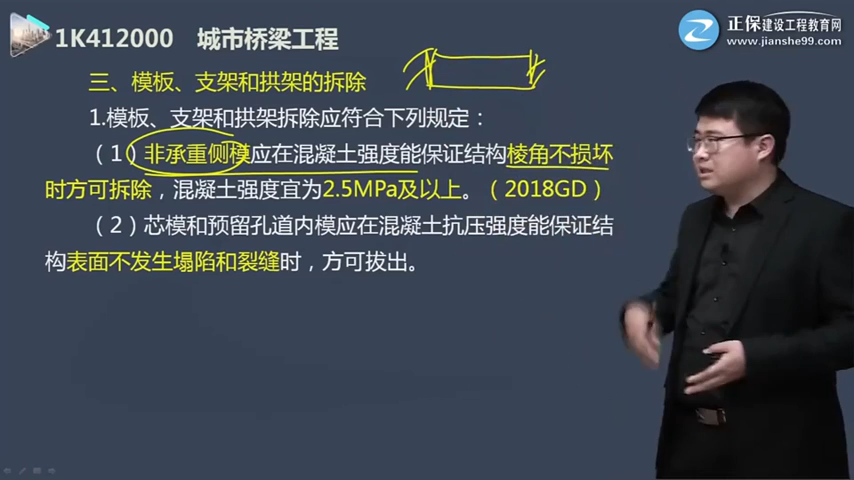 1K412000 城市桥梁工程
正保建设工程教育网
www.jianshe99.com
三、模板、支架和拱架的拆除
1.模板、支架和拱架拆除应符合下列规定：
（1）非承重侧模应在混凝土强度能保证结构棱角不损坏
时方可拆除，混凝土强度宜为2.5MPa及以上。（2018GD）
（2）芯模和预留孔道内模应在混凝土抗压强度能保证结
构表面不发生塌陷和裂缝时，方可拔出。